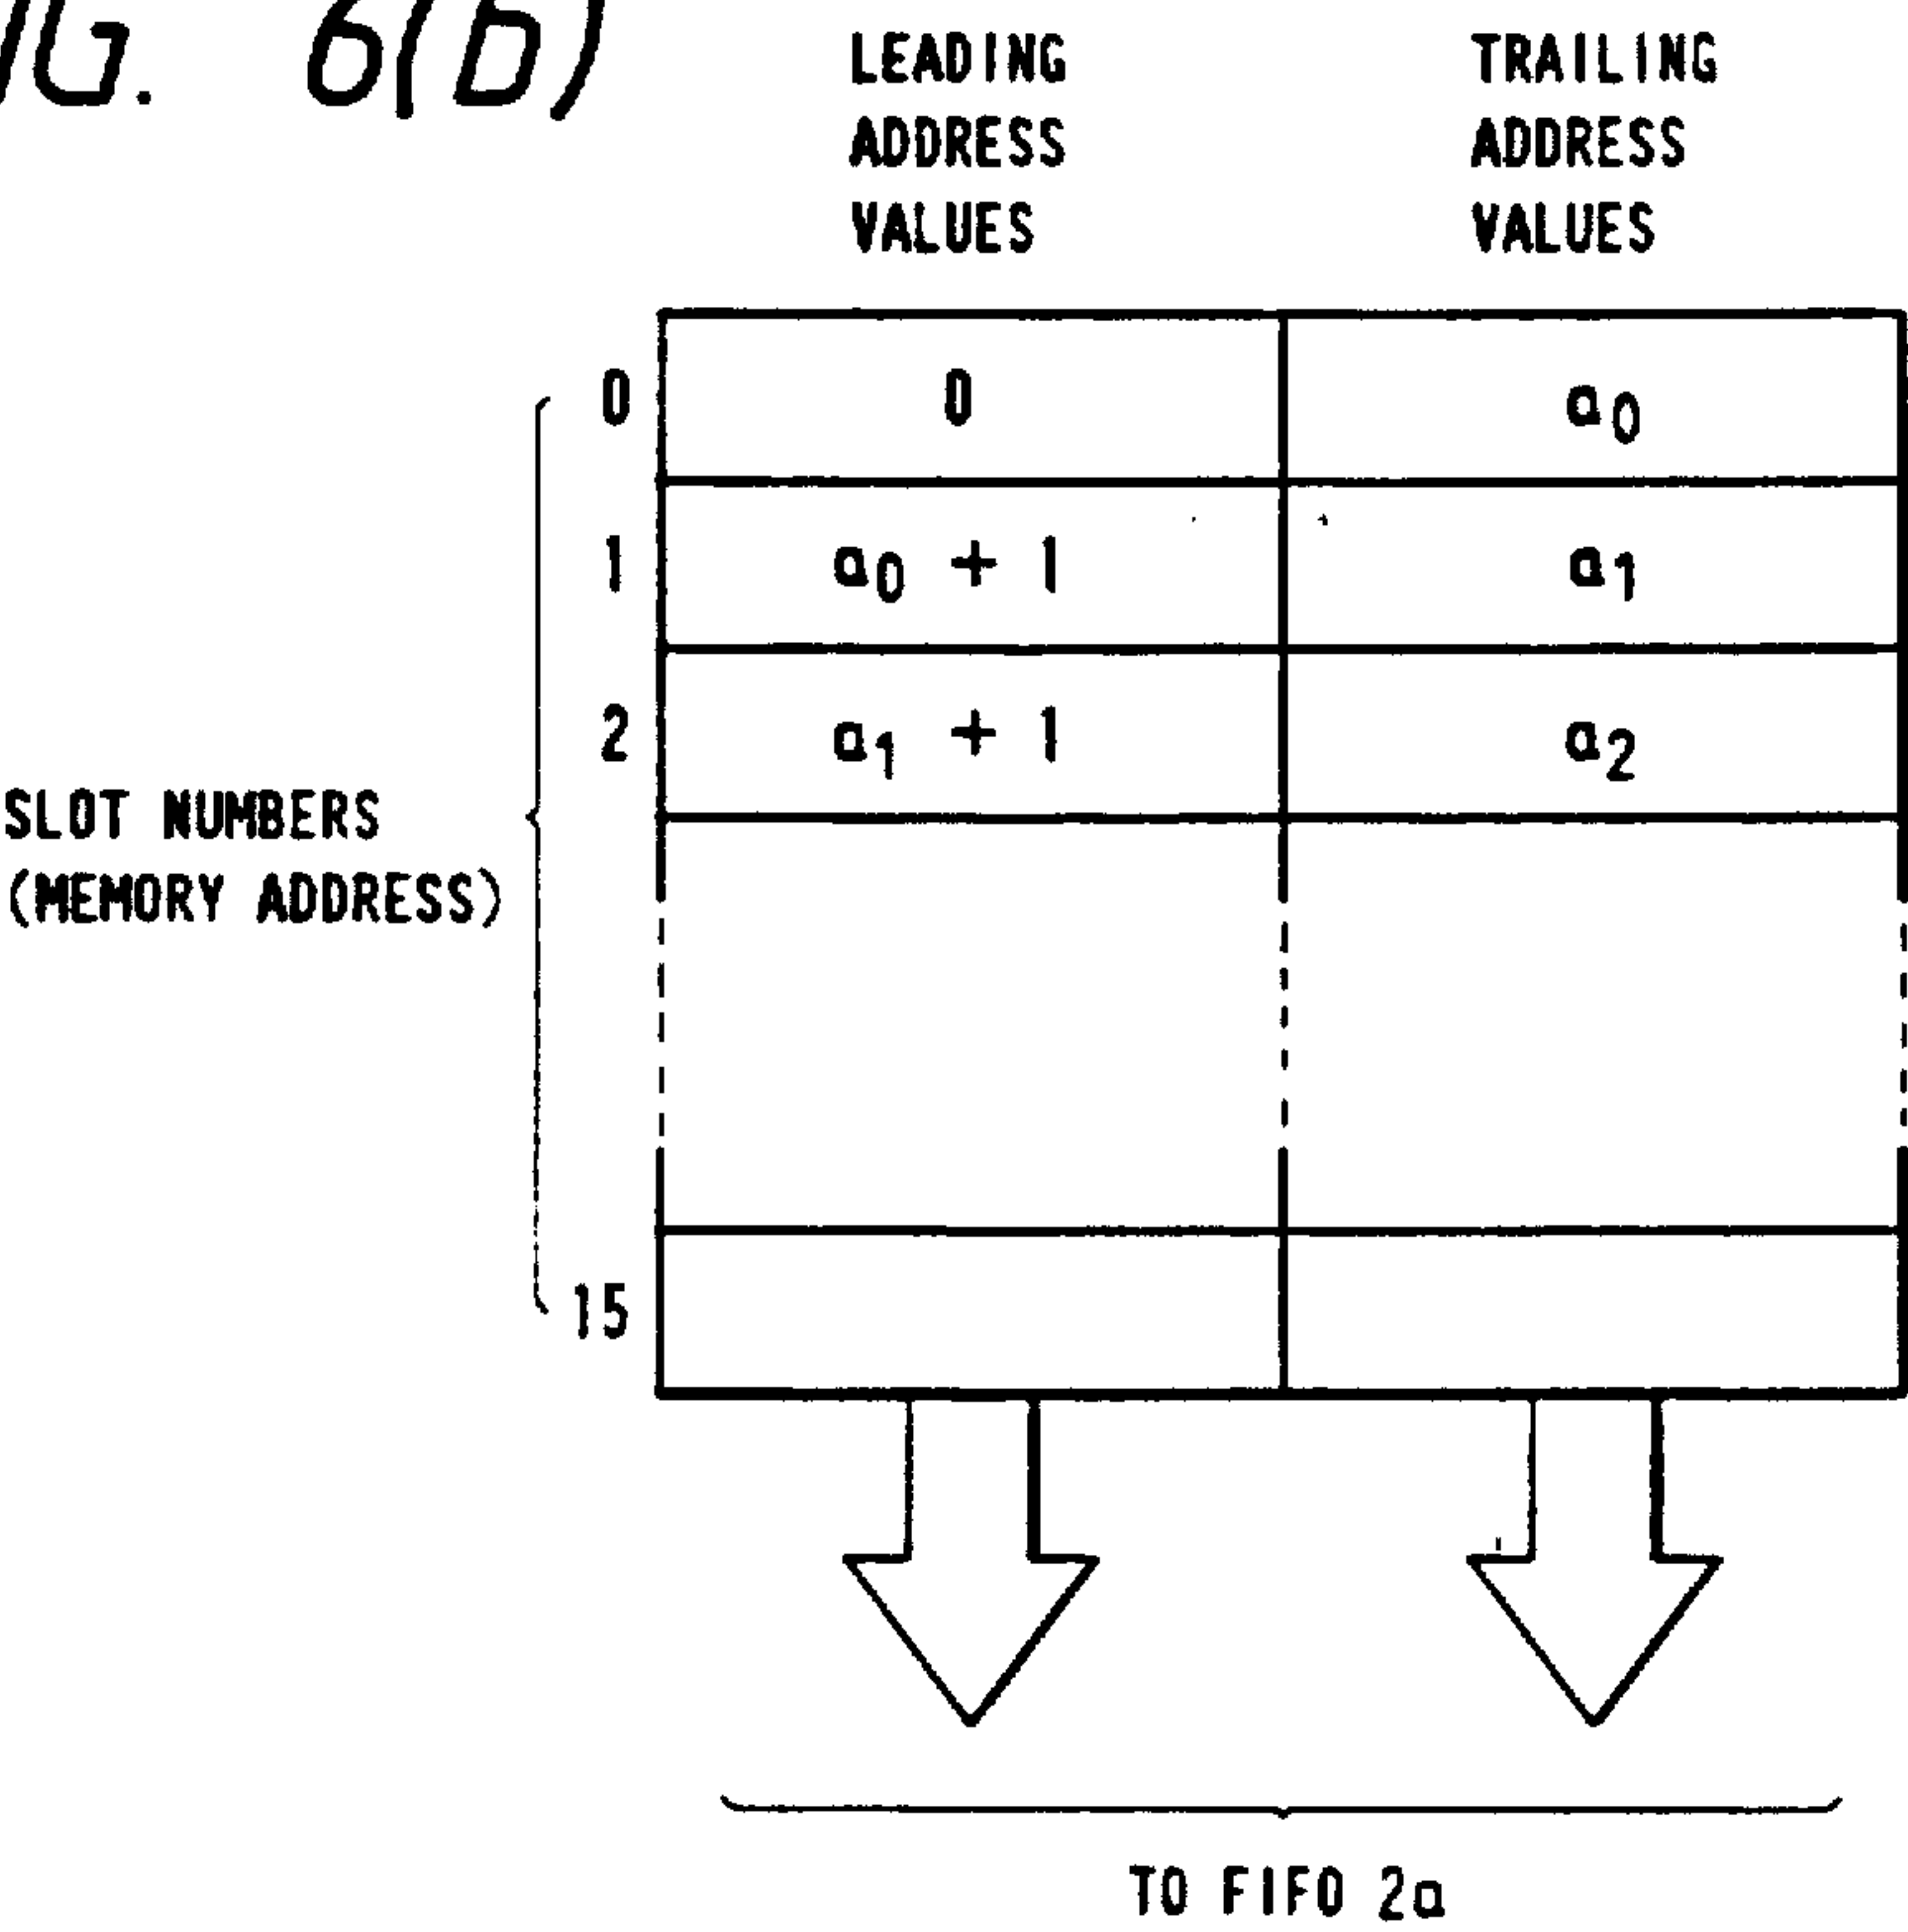 G. 6(b)
LEADING TRAILING
ADDRESS ADDRESS
VALUES VALUES
0 0 a0
1 a0 + 1 a1
2 a1 + 1 a2
SLOT NUMBERS
(MEMORY ADDRESS)
15
TO FIFO 2a